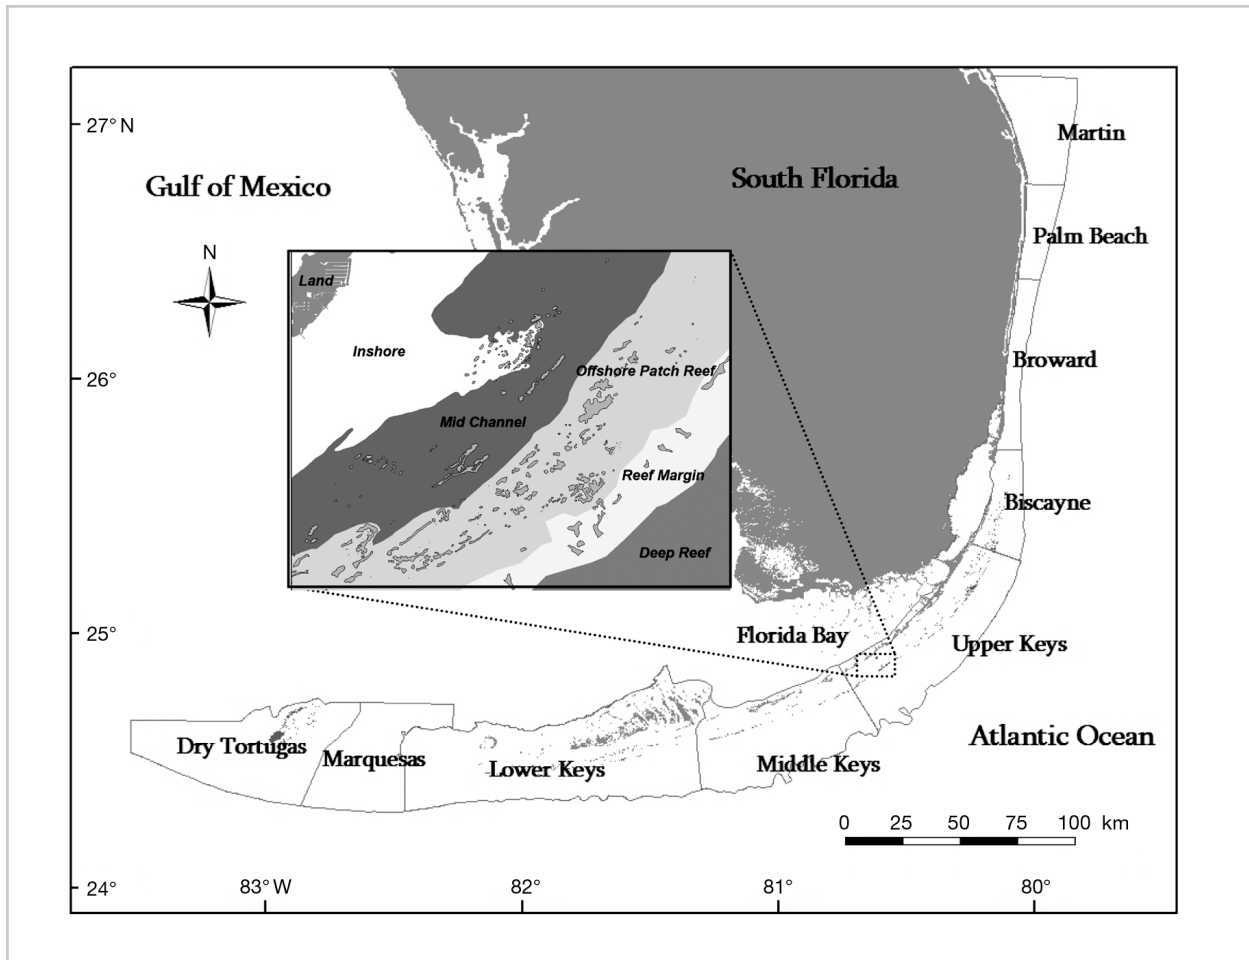 27° N
Martin
South Florida
Gulf of Mexico
Palm Beach
N
Land
Inshore
Broward
26°
Offshore Patch Reef
Mid Channel
Reef Margin
Biscayne
Deep Reef
25°
Florida Bay
Upper Keys
Atlantic Ocean
Dry Tortugas
Marquesas
Lower Keys
Middle Keys
0 25 50 75 100 km
24°
83° W 82° 81° 80°